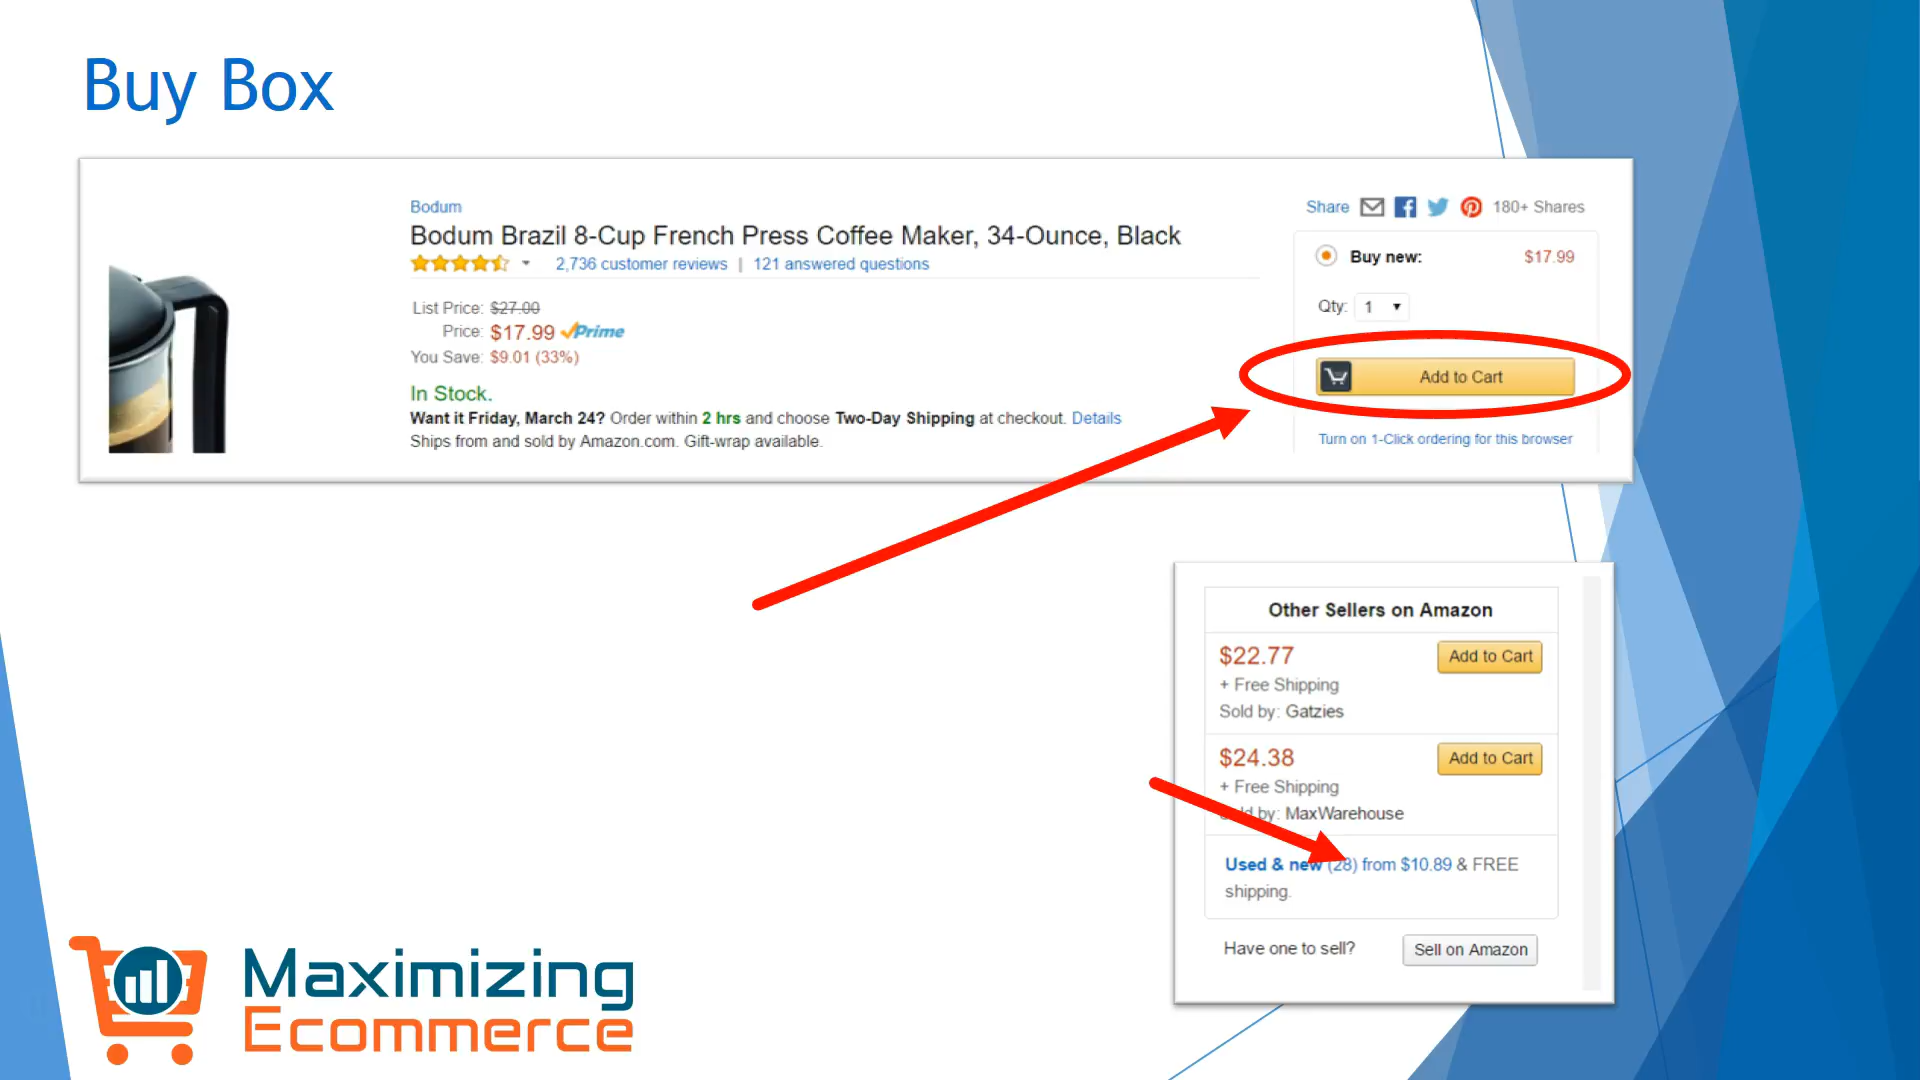 Buy Box
Bodum
Bodum Brazil 8-Cup French Press Coffee Maker, 34-Ounce, Black
2,736 customer reviews | 121 answered questions
List Price: $27.00
Price: $17.99 Prime
You Save: $9.01 (33%)
In Stock.
Want it Friday, March 24? Order within 2 hrs and choose Two-Day Shipping at checkout. Details
Ships from and sold by Amazon.com. Gift-wrap available.
Share 180+ Shares
Buy new: $17.99
Qty: 1
Add to Cart
Turn on 1-Click ordering for this browser
Other Sellers on Amazon
$22.77 Add to Cart
+ Free Shipping
Sold by: Gatzies
$24.38 Add to Cart
+ Free Shipping
Sold by: MaxWarehouse
Used & new (28) from $10.89 & FREE
shipping.
Have one to sell? Sell on Amazon
Maximizing
Ecommerce